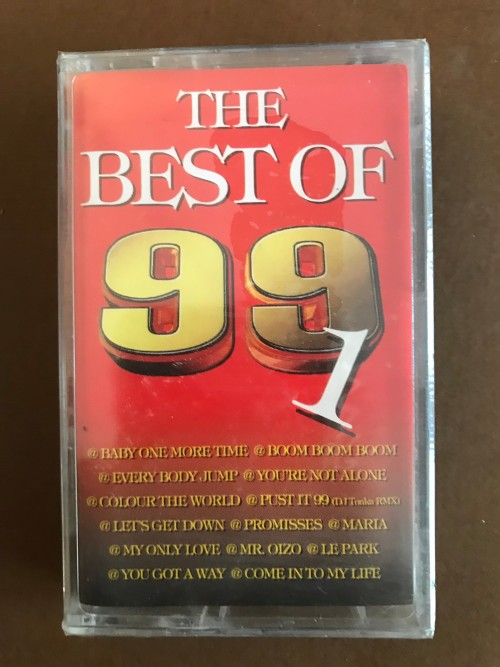 THE
BEST OF
99
1
@ BABY ONE MORE TIME @ BOOM BOOM BOOM
@ EVERY BODY JUMP @ YOU'RE NOT ALONE
@ COLOUR THE WORLD @ PUST IT 99 (DJ Tonka RMX)
@ LET'S GET DOWN @ PROMISSES @ MARIA
@ MY ONLY LOVE @ MR. OIZO @ LE PARK
@ YOU GOT A WAY @ COME IN TO MY LIFE